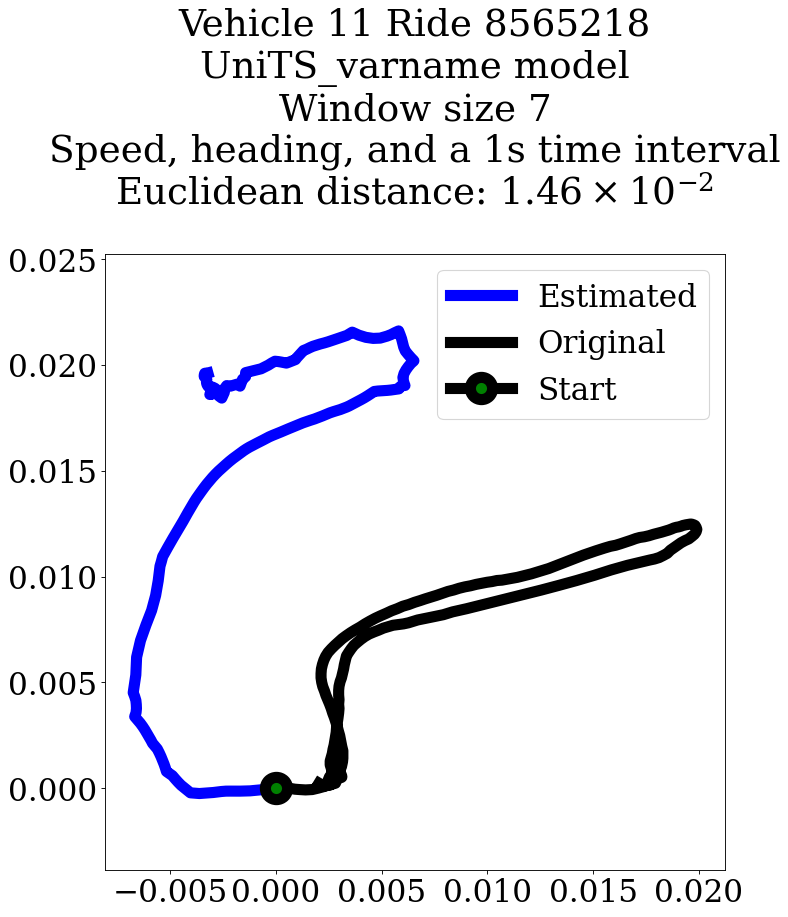 Vehicle 11 Ride 8565218
UniTS_varname model
Window size 7
Speed, heading, and a 1s time interval
Euclidean distance: 1.46 × 10⁻²
0.025
0.020
0.015
0.010
0.005
0.000
Estimated
Original
Start
−0.005 0.000 0.005 0.010 0.015 0.020